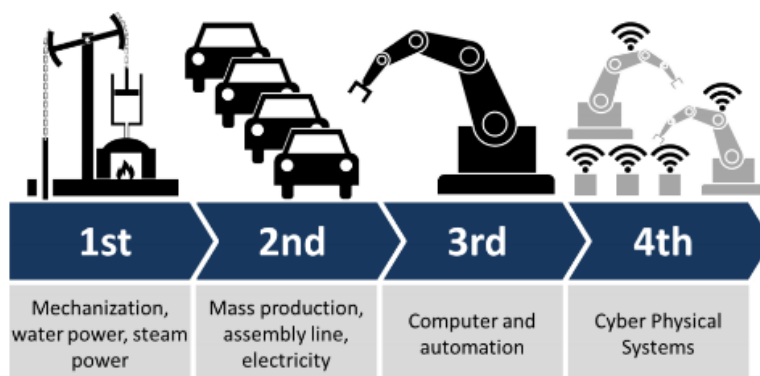 1st
2nd
3rd
4th
Mechanization,
water power, steam
power
Mass production,
assembly line,
electricity
Computer and
automation
Cyber Physical
Systems